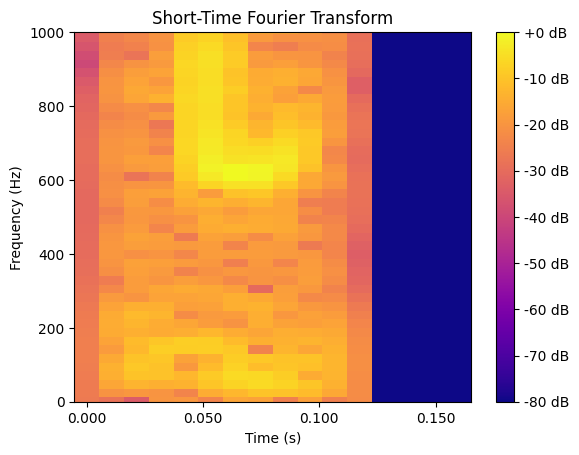 Short-Time Fourier Transform
1000
800
600
400
200
0
Frequency (Hz)
0.000
0.050
0.100
0.150
Time (s)
+0 dB
-10 dB
-20 dB
-30 dB
-40 dB
-50 dB
-60 dB
-70 dB
-80 dB